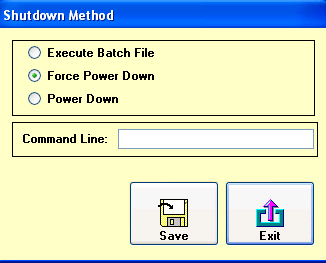 Shutdown Method
Execute Batch File
Force Power Down
Power Down
Command Line:
Save
Exit